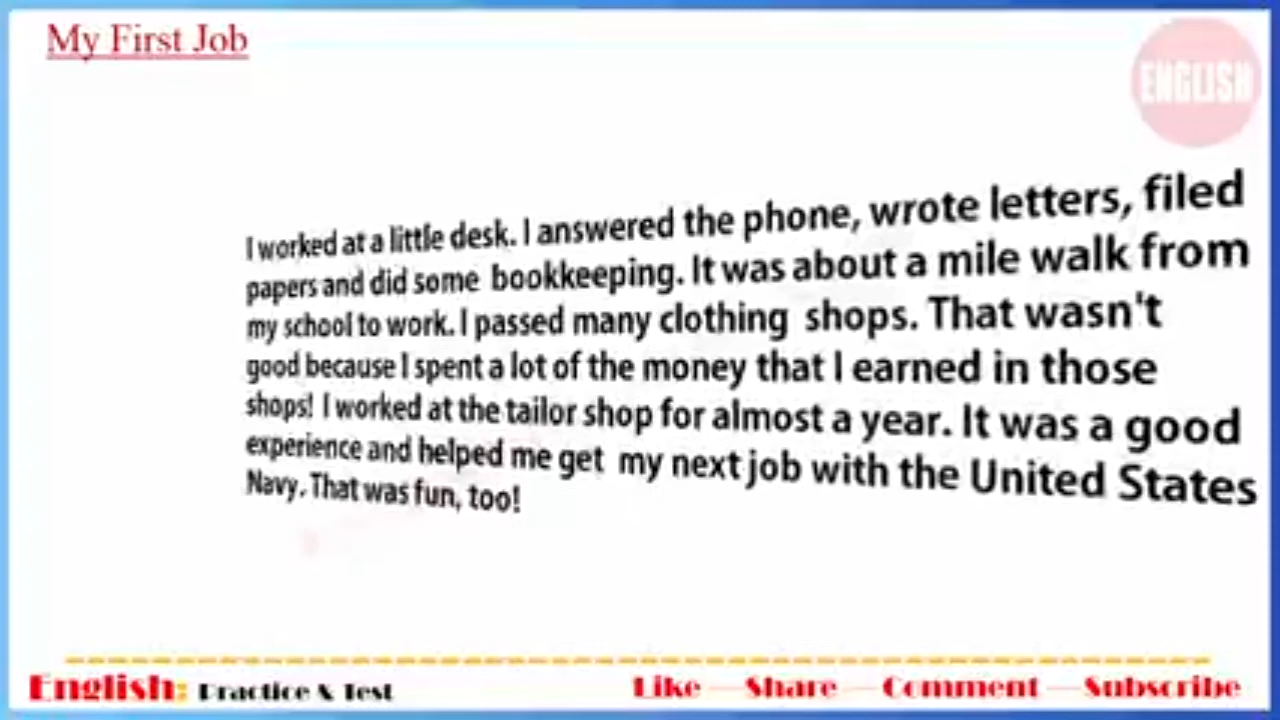 My First Job
ENGLISH
I worked at a little desk. I answered the phone, wrote letters, filed
papers and did some bookkeeping. It was about a mile walk from
my school to work. I passed many clothing shops. That wasn't
good because I spent a lot of the money that I earned in those
shops! I worked at the tailor shop for almost a year. It was a good
experience and helped me get my next job with the United States
Navy. That was fun, too!
English: Practice & Test
Like — Share — Comment — Subscribe